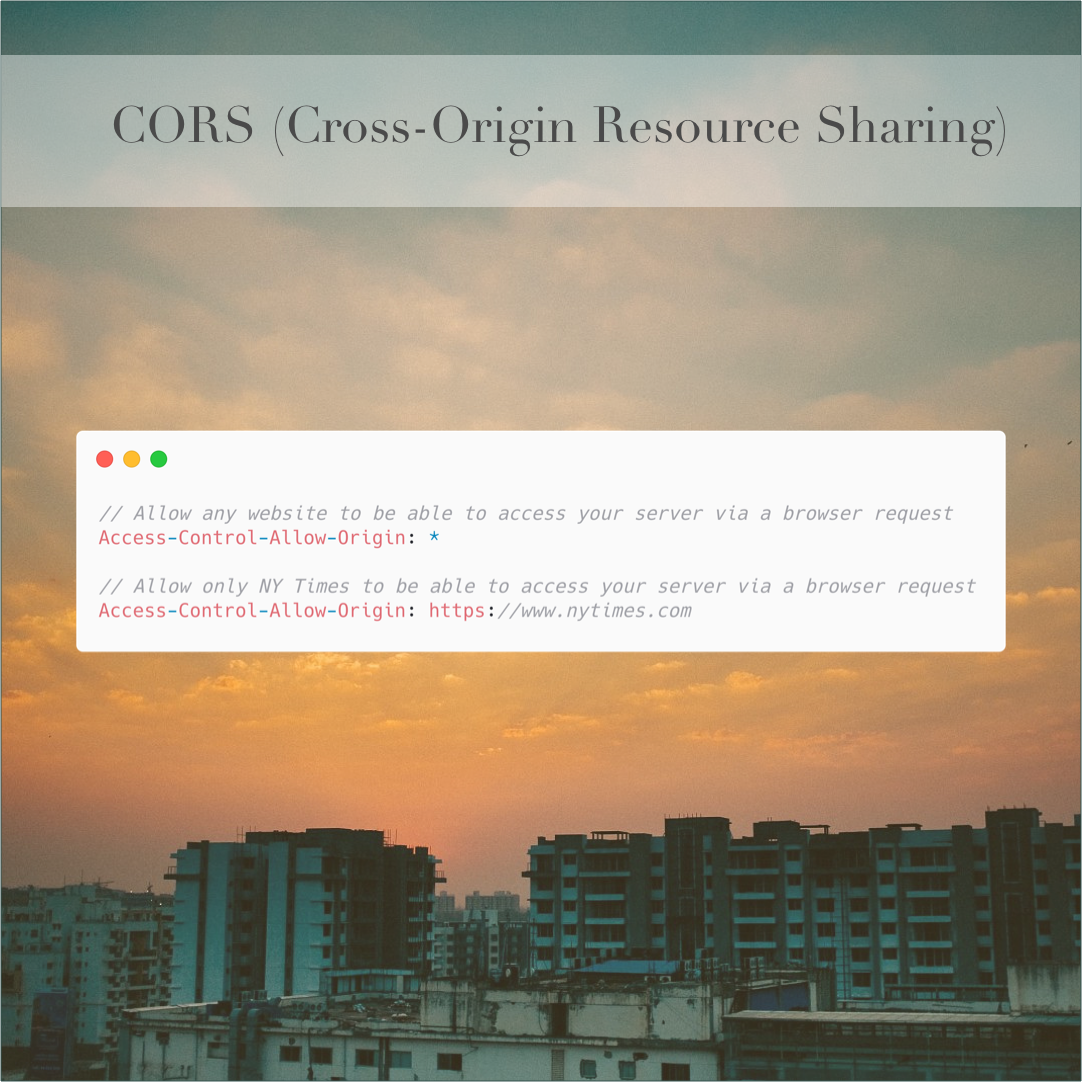 CORS (Cross-Origin Resource Sharing)
// Allow any website to be able to access your server via a browser request
Access-Control-Allow-Origin: *
// Allow only NY Times to be able to access your server via a browser request
Access-Control-Allow-Origin: https://www.nytimes.com